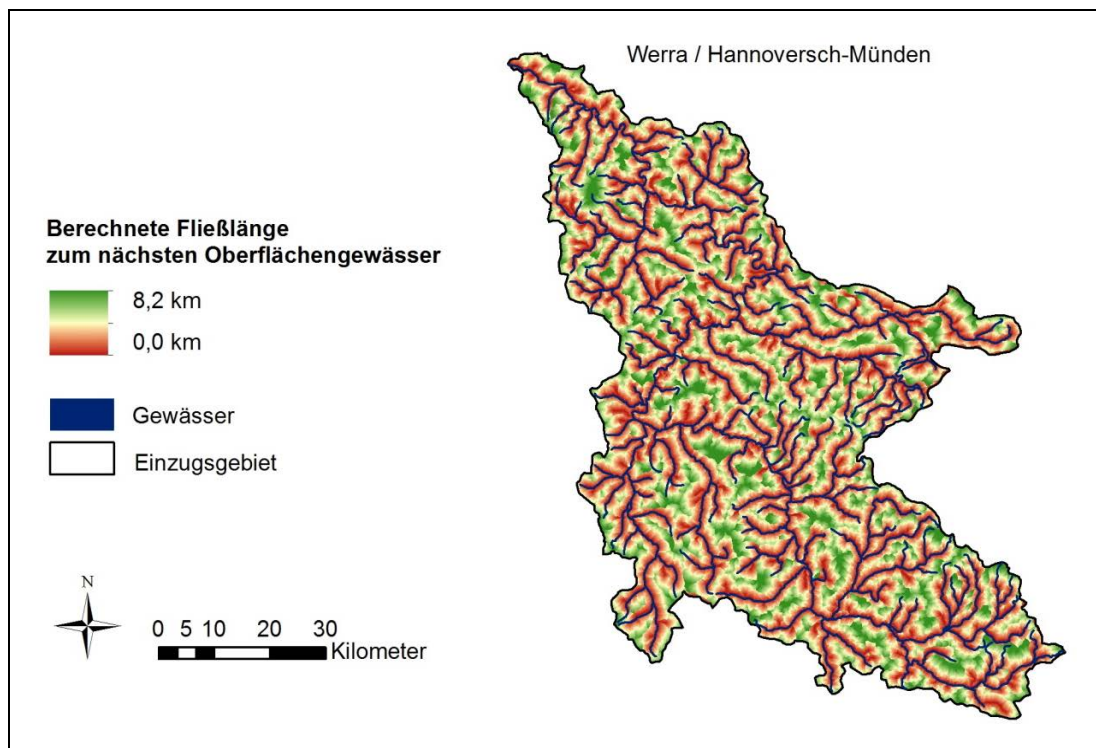 Werra / Hannoversch-Münden
Berechnete Fließlänge
zum nächsten Oberflächengewässer
8,2 km
0,0 km
Gewässer
Einzugsgebiet
N
0 5 10 20 30
Kilometer